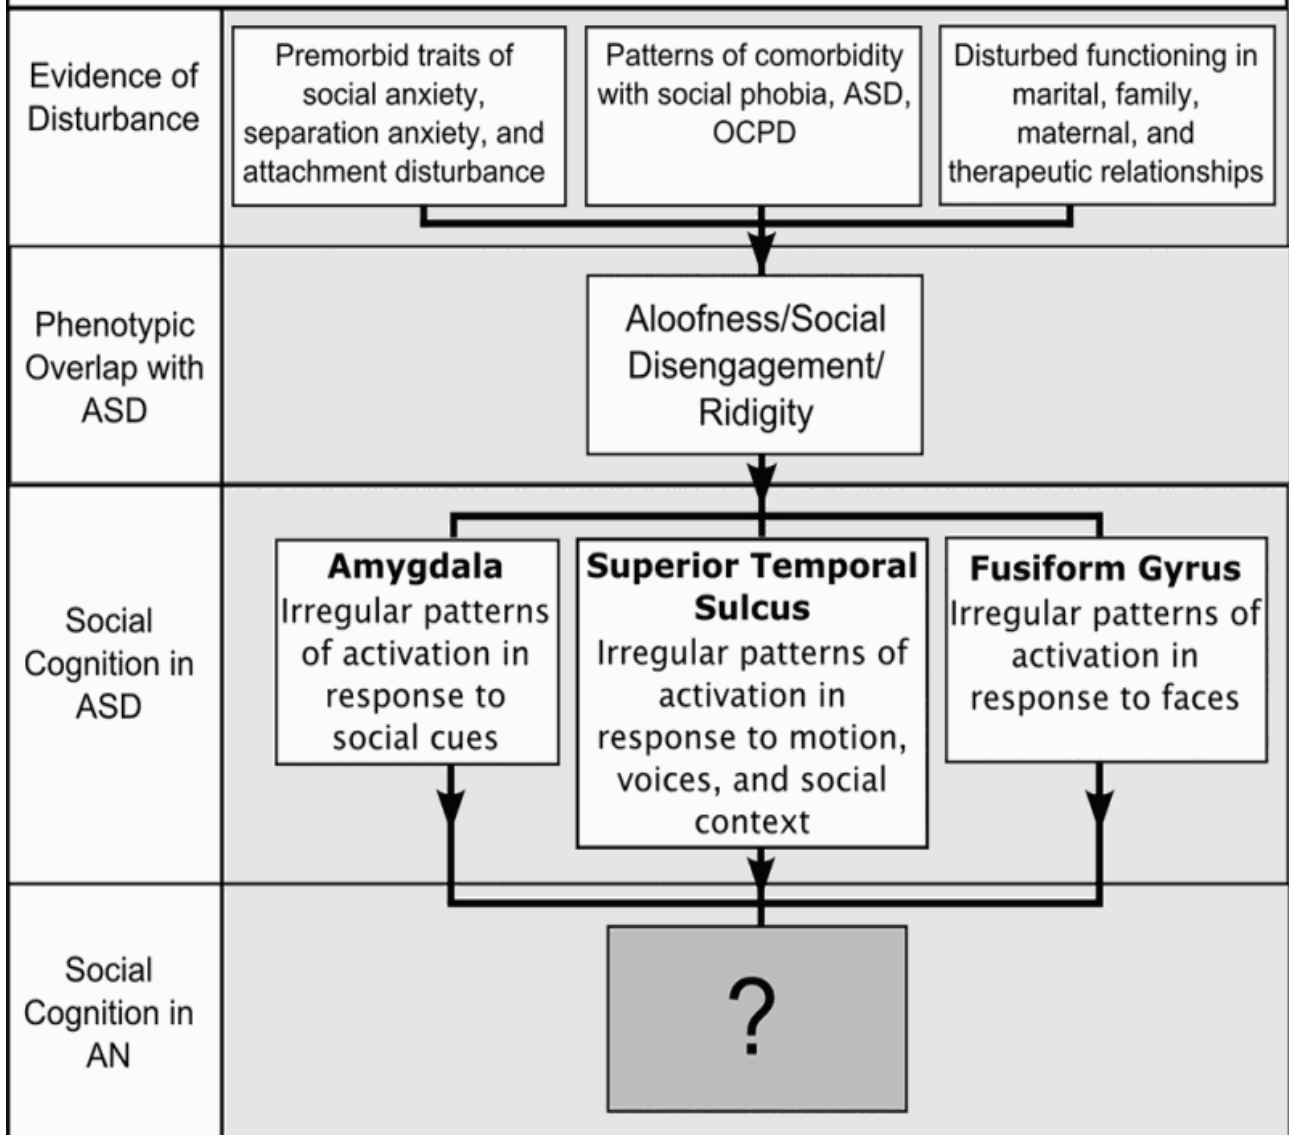 Evidence of
Disturbance
Premorbid traits of
social anxiety,
separation anxiety, and
attachment disturbance
Patterns of comorbidity
with social phobia, ASD,
OCPD
Disturbed functioning in
marital, family,
maternal, and
therapeutic relationships
Phenotypic
Overlap with
ASD
Aloofness/Social
Disengagement/
Ridigity
Social
Cognition in
ASD
Amygdala
Irregular patterns
of activation in
response to
social cues
Superior Temporal
Sulcus
Irregular patterns of
activation in
response to motion,
voices, and social
context
Fusiform Gyrus
Irregular patterns of
activation in
response to faces
Social
Cognition in
AN
?